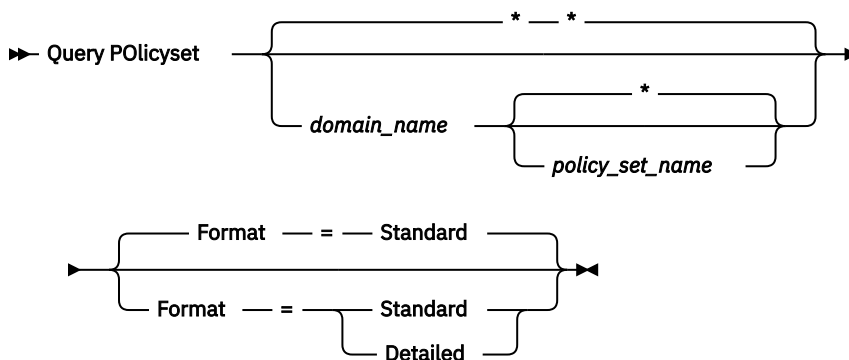 * *
Query POlicyset
*
domain_name
policy_set_name
Format = Standard
Format = Standard
Detailed